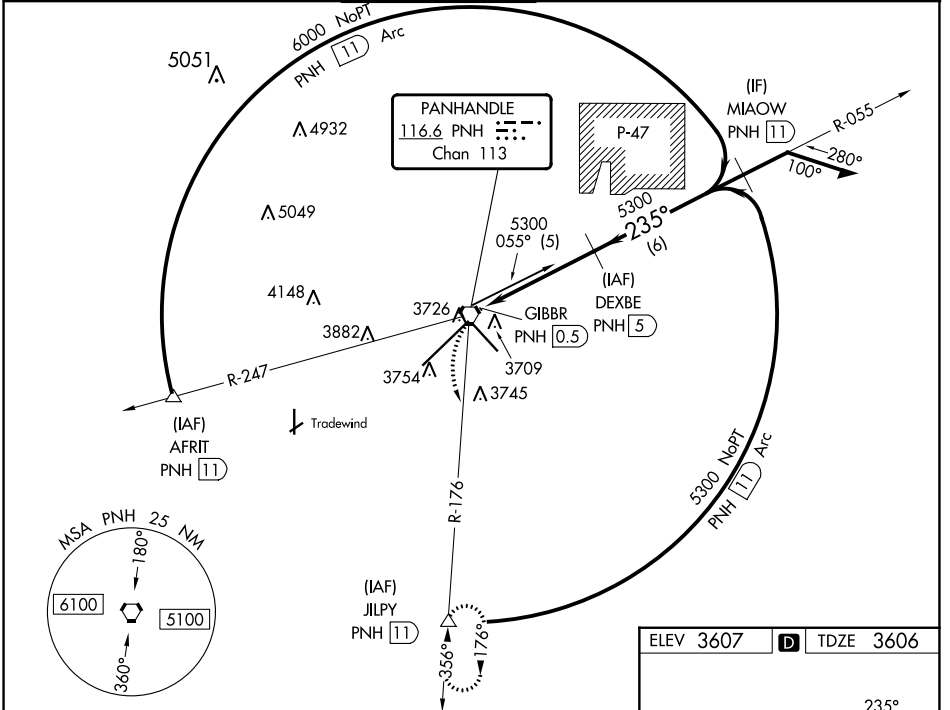 6000 NoPT
PNH 11 Arc
5051
4932
PANHANDLE
116.6 PNH
Chan 113
P-47
(IF)
MIAOW
PNH 11
R-055
280°
100°
5049
5300
055° (5)
5300
235°
(6)
(IAF)
DEXBE
PNH 5
4148
3726
GIBBR
PNH 0.5
3882
3709
3754
3745
R-247
(IAF)
AFRIT
PNH 11
Tradewind
R-176
5300 NoPT
PNH 11 Arc
MSA PNH 25 NM
180°
6100
5100
360°
(IAF)
JILPY
PNH 11
356°
176°
ELEV 3607 D TDZE 3606
235°